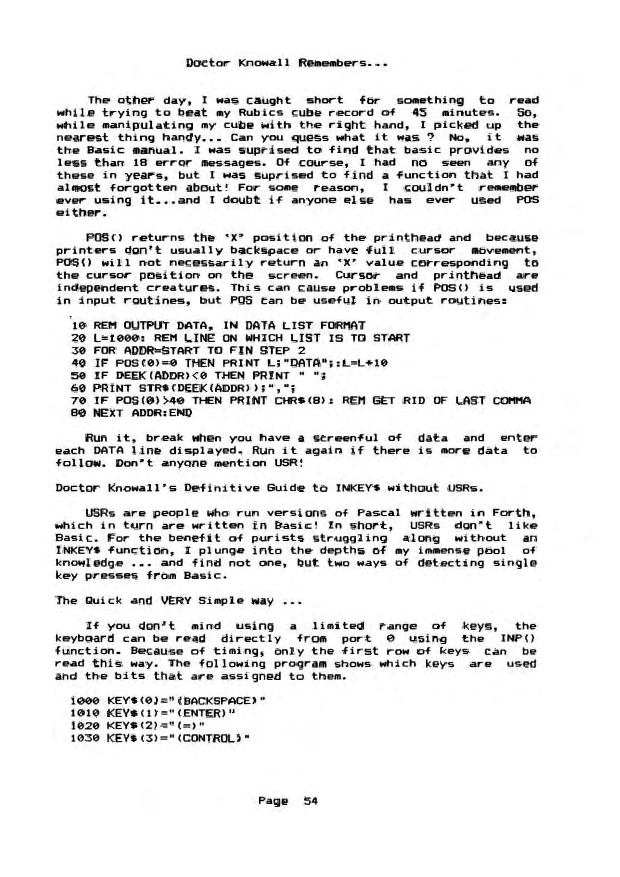 Doctor Knowall Remembers...
The other day, I was caught short for something to read
while trying to beat my Rubics cube record of 45 minutes. So,
while manipulating my cube with the right hand, I picked up the
nearest thing handy... Can you guess what it was ? No, it was
the Basic manual. I was suprised to find that basic provides no
less than 18 error messages. Of course, I had no seen any of
these in years, but I was suprised to find a function that I had
almost forgotten about! For some reason, I couldn't remember
ever using it...and I doubt if anyone else has ever used POS
either.
POS() returns the 'X' position of the printhead and because
printers don't usually backspace or have full cursor movement,
POS() will not necessarily return an 'X' value corresponding to
the cursor position on the screen. Cursor and printhead are
independent creatures. This can cause problems if POS() is used
in input routines, but POS can be useful in output routines:
10 REM OUTPUT DATA, IN DATA LIST FORMAT
20 L=1000: REM LINE ON WHICH LIST IS TO START
30 FOR ADDR=START TO FIN STEP 2
40 IF POS(0)=0 THEN PRINT L;"DATA";:L=L+10
50 IF DEEK(ADDR)<0 THEN PRINT " ";
60 PRINT STR$(DEEK(ADDR));",";
70 IF POS(0)>40 THEN PRINT CHR$(8): REM GET RID OF LAST COMMA
80 NEXT ADDR:END
Run it, break when you have a screenful of data and enter
each DATA line displayed. Run it again if there is more data to
follow. Don't anyone mention USR!
Doctor Knowall's Definitive Guide to INKEY$ without USRs.
USRs are people who run versions of Pascal written in Forth,
which in turn are written in Basic! In short, USRs don't like
Basic. For the benefit of purists struggling along without an
INKEY$ function, I plunge into the depths of my immense pool of
knowledge ... and find not one, but two ways of detecting single
key presses from Basic.
The Quick and VERY Simple way ...
If you don't mind using a limited range of keys, the
keyboard can be read directly from port 0 using the INP()
function. Because of timing, only the first row of keys can be
read this way. The following program shows which keys are used
and the bits that are assigned to them.
1000 KEY$(0)="(BACKSPACE)"
1010 KEY$(1)="(ENTER)"
1020 KEY$(2)="(=)"
1030 KEY$(3)="(CONTROL)"
Page 54